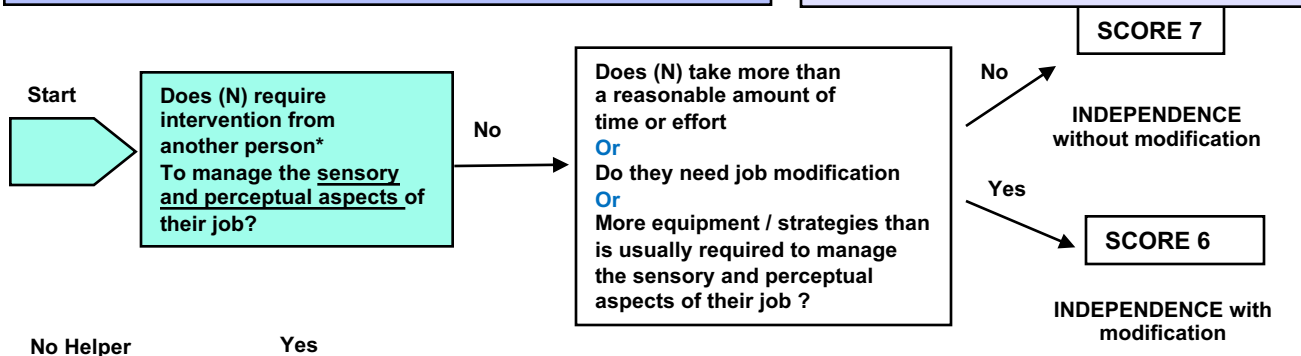 SCORE 7
Start
Does (N) require
intervention from
another person*
To manage the sensory
and perceptual aspects of
their job?
No
Does (N) take more than
a reasonable amount of
time or effort
Or
Do they need job modification
Or
More equipment / strategies than
is usually required to manage
the sensory and perceptual
aspects of their job ?
No
INDEPENDENCE
without modification
Yes
SCORE 6
INDEPENDENCE with
modification
No Helper
Yes